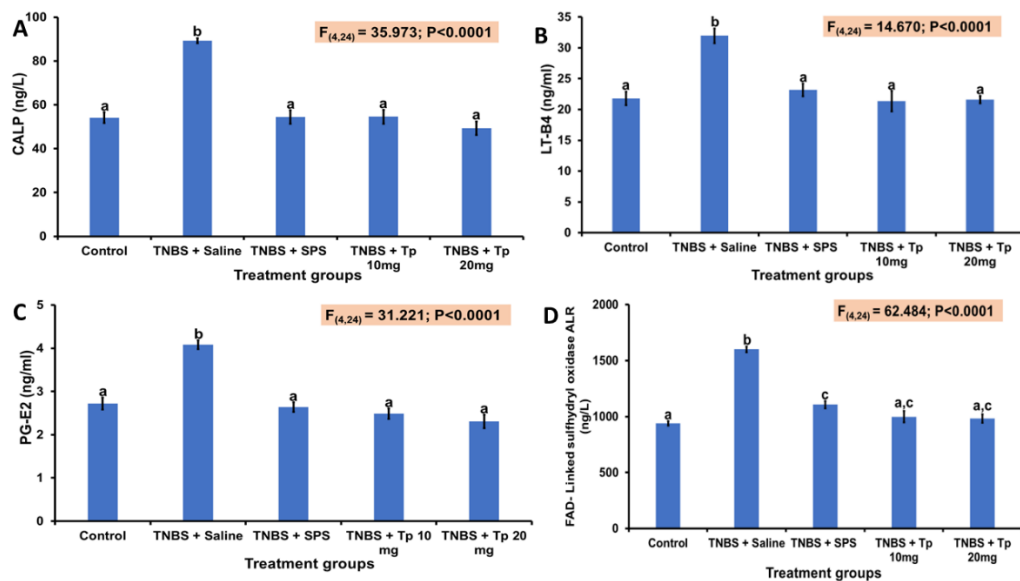 A
F(4,24) = 35.973; P<0.0001
CALP (ng/L)
100
80
60
40
20
0
a
b
a
a
a
Control
TNBS + Saline
TNBS + SPS
TNBS + Tp
10mg
TNBS + Tp
20mg
Treatment groups
B
F(4,24) = 14.670; P<0.0001
LT-B4 (ng/ml)
35
30
25
20
15
10
5
0
a
b
a
a
a
Control
TNBS + Saline
TNBS + SPS
TNBS + Tp
10mg
TNBS + Tp
20mg
Treatment groups
C
F(4,24) = 31.221; P<0.0001
PG-E2 (ng/ml)
5
4
3
2
1
0
a
b
a
a
a
Control
TNBS + Saline
TNBS + SPS
TNBS + Tp 10
mg
TNBS + Tp 20
mg
Treatment groups
D
F(4,24) = 62.484; P<0.0001
FAD- Linked sulfhydryl oxidase ALR
(ng/L)
2000
1500
1000
500
0
a
b
c
a,c
a,c
Control
TNBS + Saline
TNBS + SPS
TNBS + Tp
10mg
TNBS + Tp
20mg
Treatment groups